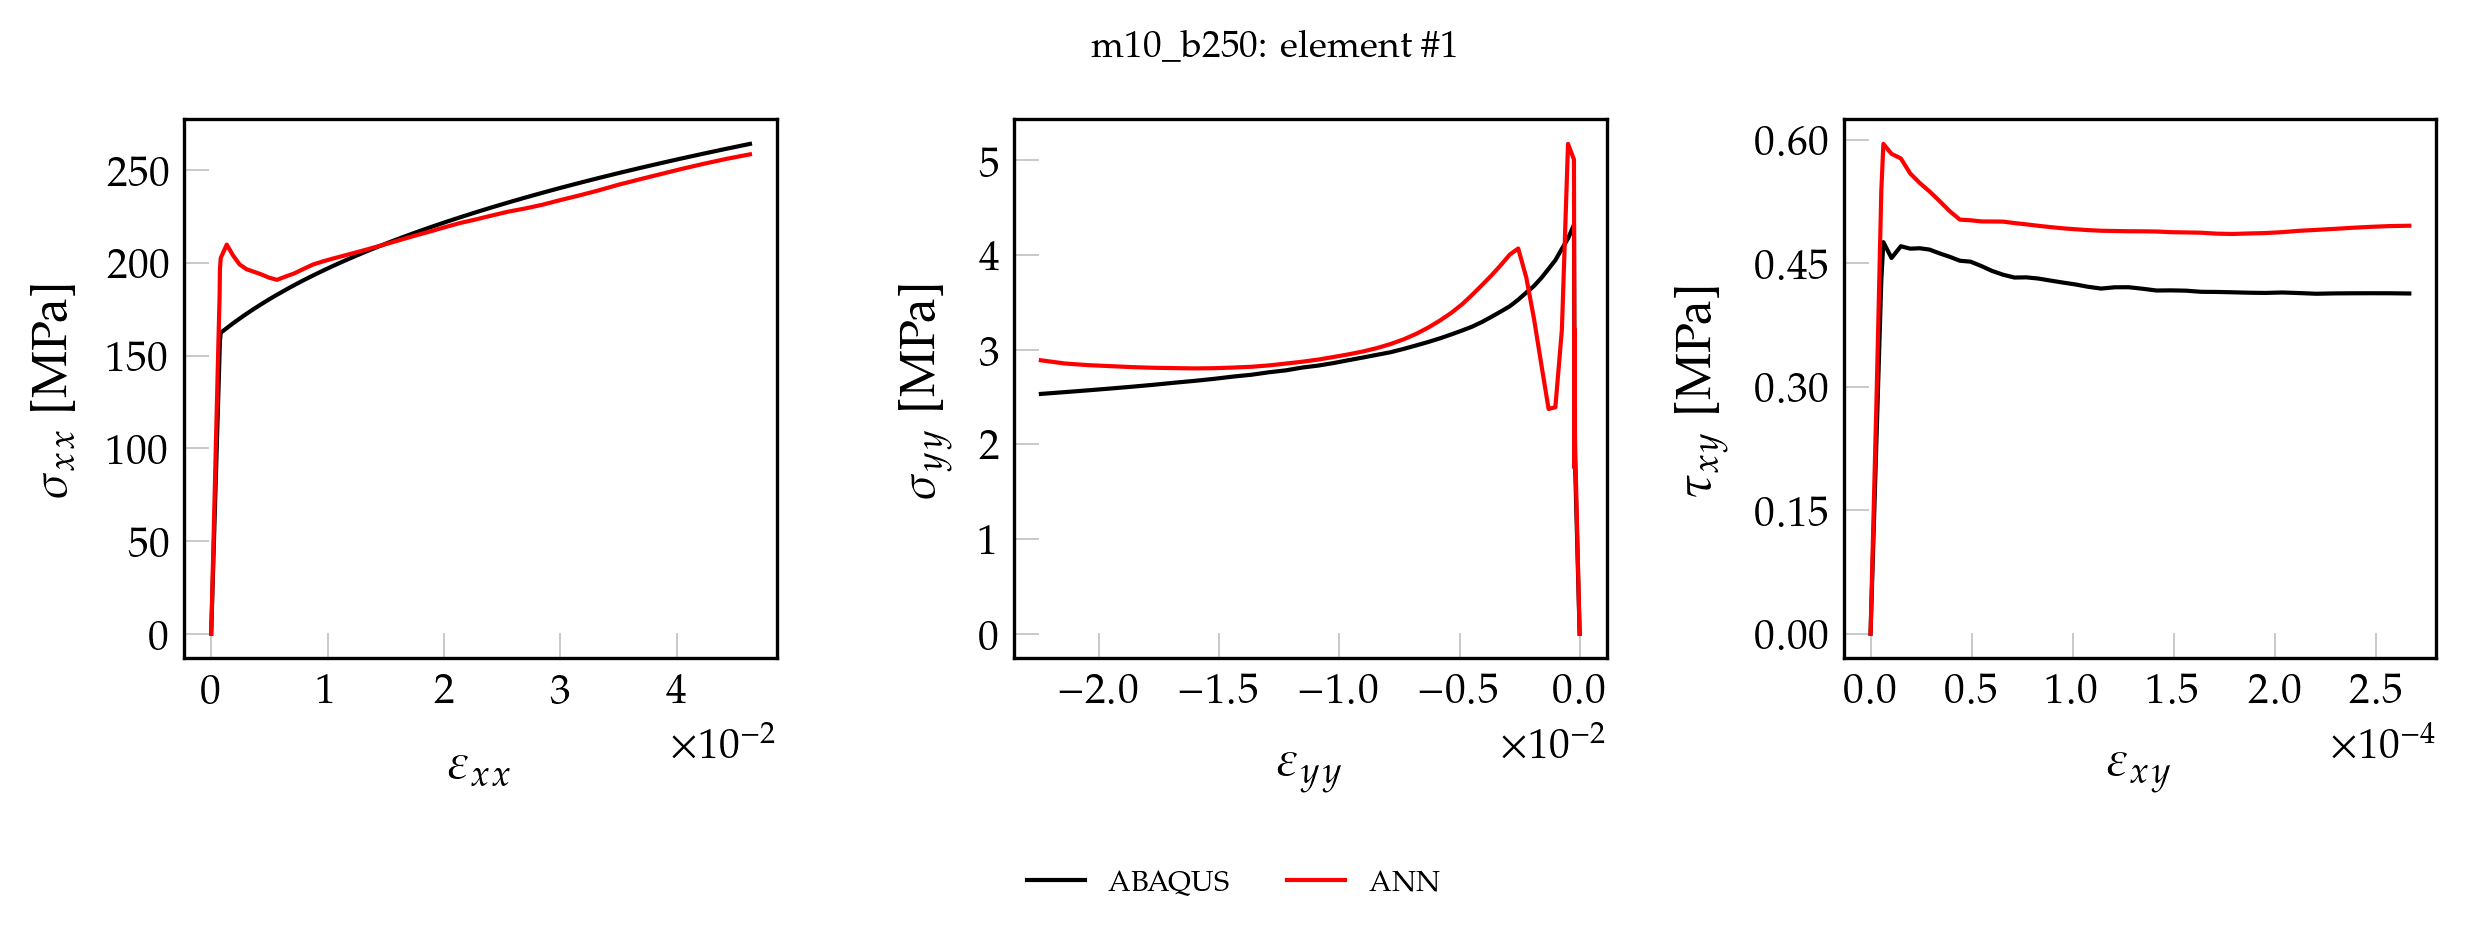 m10_b250: element #1
σxx [MPa]
250
200
150
100
50
0
0 1 2 3 4
×10−2
εxx
σyy [MPa]
5
4
3
2
1
0
−2.0 −1.5 −1.0 −0.5 0.0
×10−2
εyy
τxy [MPa]
0.60
0.45
0.30
0.15
0.00
0.0 0.5 1.0 1.5 2.0 2.5
×10−4
εxy
ABAQUS ANN